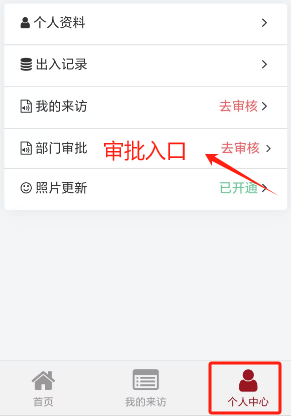 个人资料
出入记录
我的来访 去审核
部门审批 审批入口 去审核
照片更新 已开通
首页 我的来访 个人中心